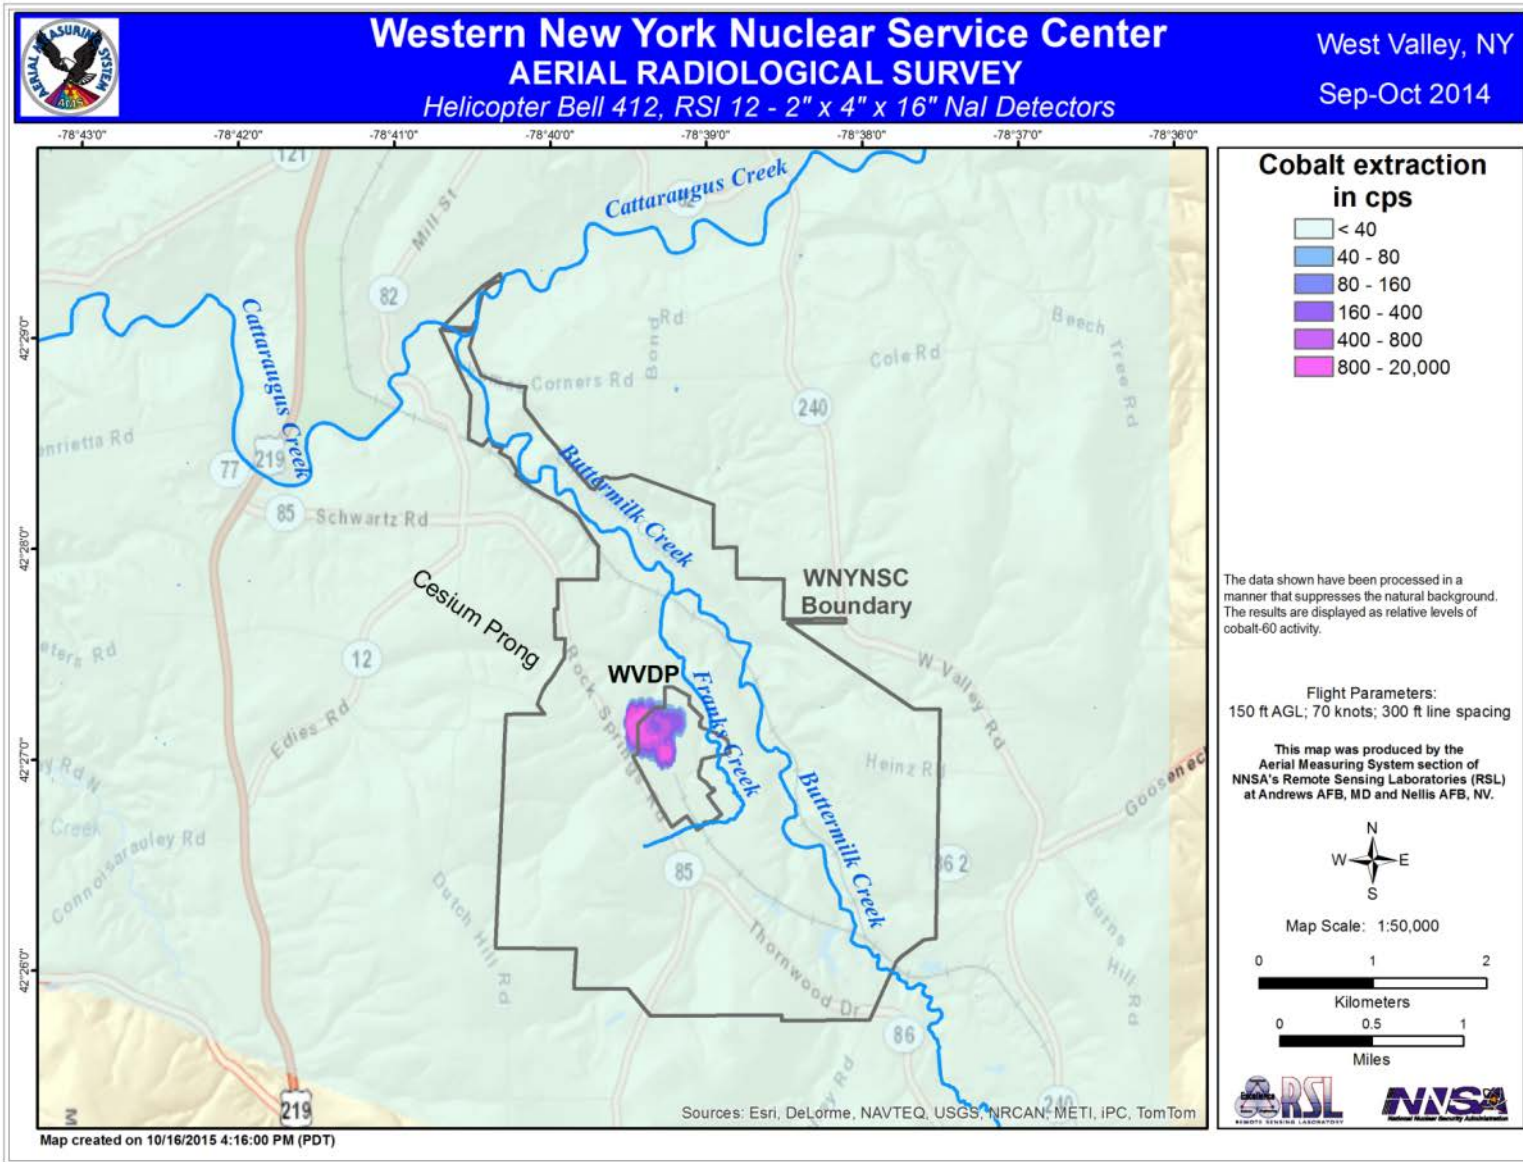 AERIAL MEASURING SYSTEM
AMS
Western New York Nuclear Service Center
AERIAL RADIOLOGICAL SURVEY
Helicopter Bell 412, RSI 12 - 2" x 4" x 16" NaI Detectors
West Valley, NY
Sep-Oct 2014
-78°43'0"
-78°42'0"
-78°41'0"
-78°40'0"
-78°39'0"
-78°38'0"
-78°37'0"
-78°36'0"
42°29'0"
42°28'0"
42°27'0"
42°26'0"
121
Mill St
Cattaraugus Creek
82
Cattaraugus Creek
Bond Rd
Corners Rd
Cole Rd
Beech Tree Rd
240
77
219
85
Schwartz Rd
Buttermilk Creek
Cesium Prong
WNYNSC
Boundary
12
Edies Rd
Rock Springs Rd
WVDP
Franks Creek
W Valley Rd
Heinz Rd
Buttermilk Creek
Creek
Connoisarauley Rd
Dutch Hill Rd
85
Thornwood Dr
86
Burns Hill Rd
219
240
Sources: Esri, DeLorme, NAVTEQ, USGS, NRCAN, METI, iPC, TomTom
Map created on 10/16/2015 4:16:00 PM (PDT)
Cobalt extraction
in cps
< 40
40 - 80
80 - 160
160 - 400
400 - 800
800 - 20,000
The data shown have been processed in a
manner that suppresses the natural background.
The results are displayed as relative levels of
cobalt-60 activity.
Flight Parameters:
150 ft AGL; 70 knots; 300 ft line spacing
This map was produced by the
Aerial Measuring System section of
NNSA's Remote Sensing Laboratories (RSL)
at Andrews AFB, MD and Nellis AFB, NV.
N
W E
S
Map Scale: 1:50,000
0 1 2
Kilometers
0 0.5 1
Miles
RSL
REMOTE SENSING LABORATORY
NNSA
National Nuclear Security Administration